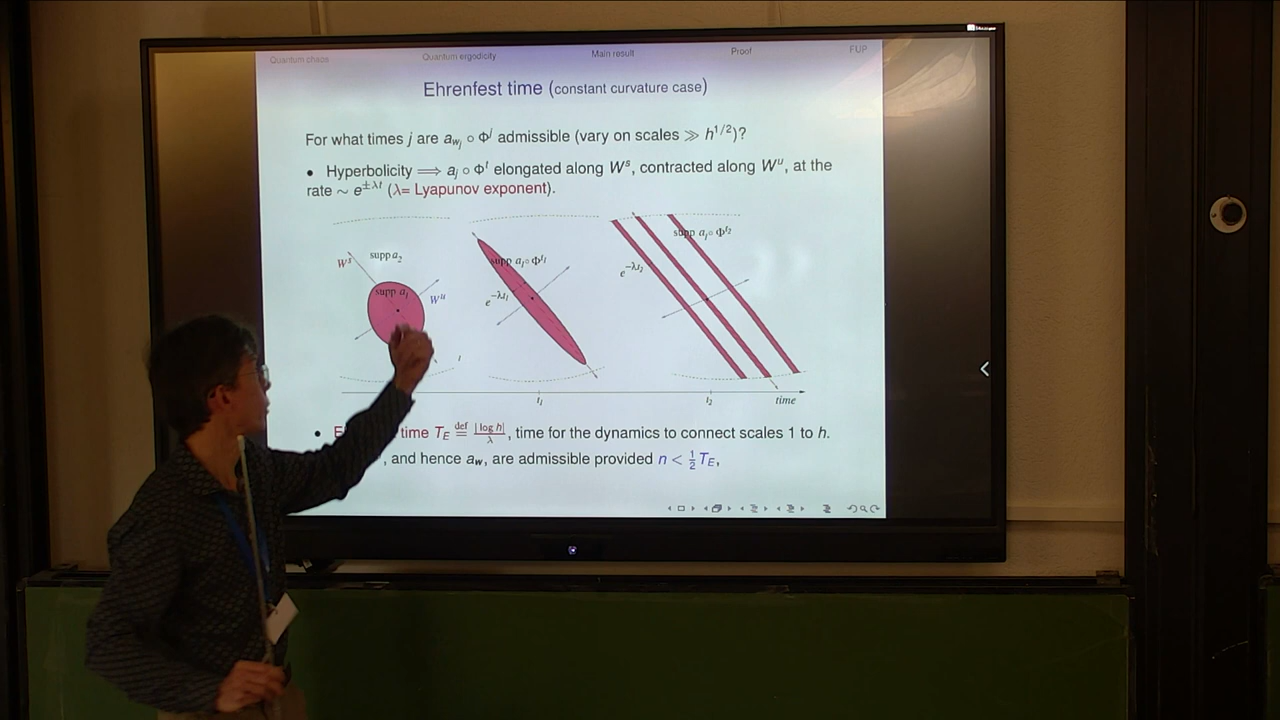 Quantum chaos Quantum ergodicity Main result Proof FUP
Ehrenfest time (constant curvature case)
For what times j are a_{w_j} ∘ Φ^j admissible (vary on scales ≫ h^{1/2})?
• Hyperbolicity ⟹ a_j ∘ Φ^t elongated along W^s, contracted along W^u, at the
rate ∼ e^{±λt} (λ= Lyapunov exponent).
W^s supp a_2
supp a_1
W^u
supp a_j∘Φ^{t_1}
e^{-λt_1}
supp a_j∘Φ^{t_2}
e^{-λt_2}
t_1 t_2 time
• time T_E \stackrel{def}{=} \frac{|log h|}{λ}, time for the dynamics to connect scales 1 to h.
, and hence a_w, are admissible provided n < ½ T_E,